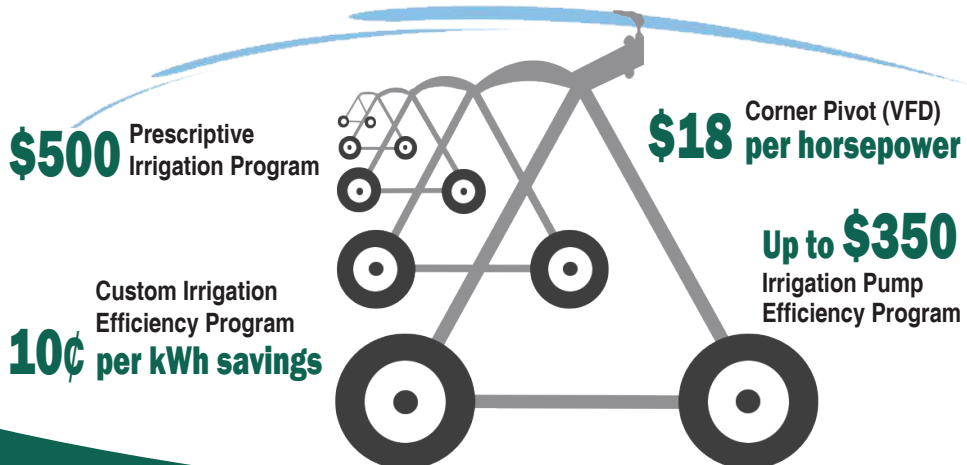 $500 Prescriptive
Irrigation Program
$18 Corner Pivot (VFD)
per horsepower
Up to $350
Irrigation Pump
Efficiency Program
Custom Irrigation
Efficiency Program
10¢ per kWh savings